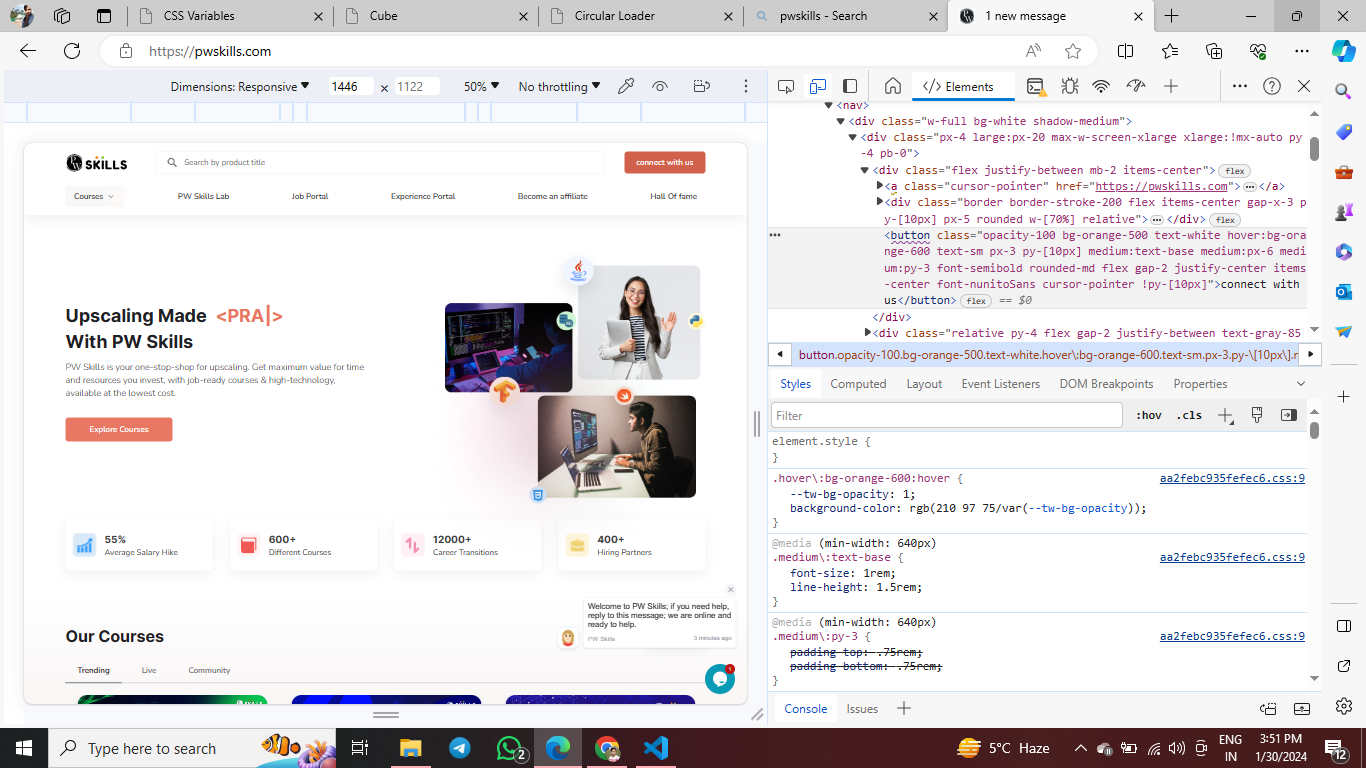 CSS Variables
Cube
Circular Loader
pwskills - Search
1 new message
https://pwskills.com
Dimensions: Responsive
1446 × 1122
50%
No throttling
PW SKILLS
Search by product title
connect with us
Courses
PW Skills Lab
Job Portal
Experience Portal
Become an affiliate
Hall Of fame
Upscaling Made <PRA|>
With PW Skills
PW Skills is your one-stop-shop for upscaling. Get maximum value for time
and resources you invest, with job-ready courses & high-technology,
available at the lowest cost.
Explore Courses
55%
Average Salary Hike
600+
Different Courses
12000+
Career Transitions
400+
Hiring Partners
Welcome to PW Skills; if you need help,
reply to this message; we are online and
ready to help.
PW Skills
3 minutes ago
1
Our Courses
Trending
Live
Community
Elements
<nav>
<div class="w-full bg-white shadow-medium">
<div class="px-4 large:px-20 max-w-screen-xlarge xlarge:!mx-auto py
-4 pb-0">
<div class="flex justify-between mb-2 items-center"> flex
<a class="cursor-pointer" href="https://pwskills.com">…</a>
<div class="border border-stroke-200 flex items-center gap-x-3 p
y-[10px] px-5 rounded w-[70%] relative">…</div> flex
<button class="opacity-100 bg-orange-500 text-white hover:bg-ora
nge-600 text-sm px-3 py-[10px] medium:text-base medium:px-6 medi
um:py-3 font-semibold rounded-md flex gap-2 justify-center items
-center font-nunitoSans cursor-pointer !py-[10px]">connect with
us</button> flex == $0
</div>
<div class="relative py-4 flex gap-2 justify-between text-gray-85
button.opacity-100.bg-orange-500.text-white.hover\:bg-orange-600.text-sm.px-3.py-\[10px\].r
Styles
Computed
Layout
Event Listeners
DOM Breakpoints
Properties
Filter
:hov
.cls
element.style {
}
.hover\:bg-orange-600:hover {
aa2febc935fefec6.css:9
--tw-bg-opacity: 1;
background-color: rgb(210 97 75/var(--tw-bg-opacity));
}
@media (min-width: 640px)
.medium\:text-base {
aa2febc935fefec6.css:9
font-size: 1rem;
line-height: 1.5rem;
}
@media (min-width: 640px)
.medium\:py-3 {
aa2febc935fefec6.css:9
padding-top: .75rem;
padding-bottom: .75rem;
}
Console
Issues
Type here to search
2
5°C Haze
ENG
IN
3:51 PM
1/30/2024
12